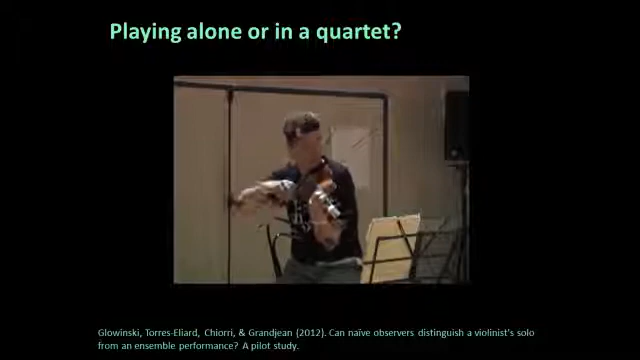 Playing alone or in a quartet?
Glowinski, Torres-Eliard, Chiorri, & Grandjean (2012). Can naïve observers distinguish a violinist's solo
from an ensemble performance? A pilot study.